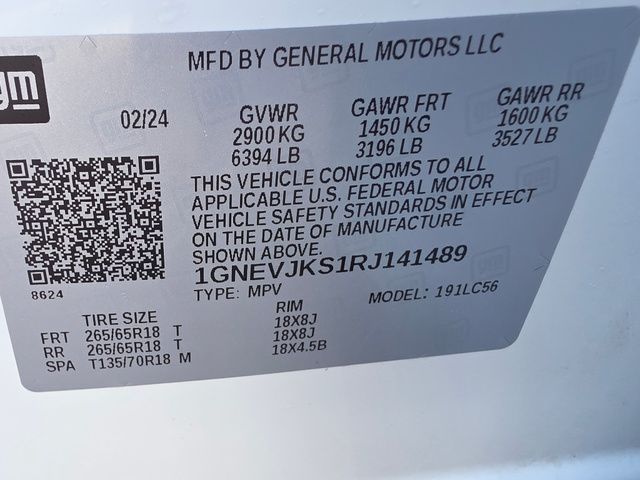 gm
MFD BY GENERAL MOTORS LLC
02/24 GVWR GAWR FRT GAWR RR
2900 KG 1450 KG 1600 KG
6394 LB 3196 LB 3527 LB
THIS VEHICLE CONFORMS TO ALL
APPLICABLE U.S. FEDERAL MOTOR
VEHICLE SAFETY STANDARDS IN EFFECT
ON THE DATE OF MANUFACTURE
SHOWN ABOVE.
1GNEVJKS1RJ141489
8624
TYPE: MPV MODEL: 191LC56
TIRE SIZE RIM
FRT 265/65R18 T 18X8J
RR 265/65R18 T 18X8J
SPA T135/70R18 M 18X4.5B